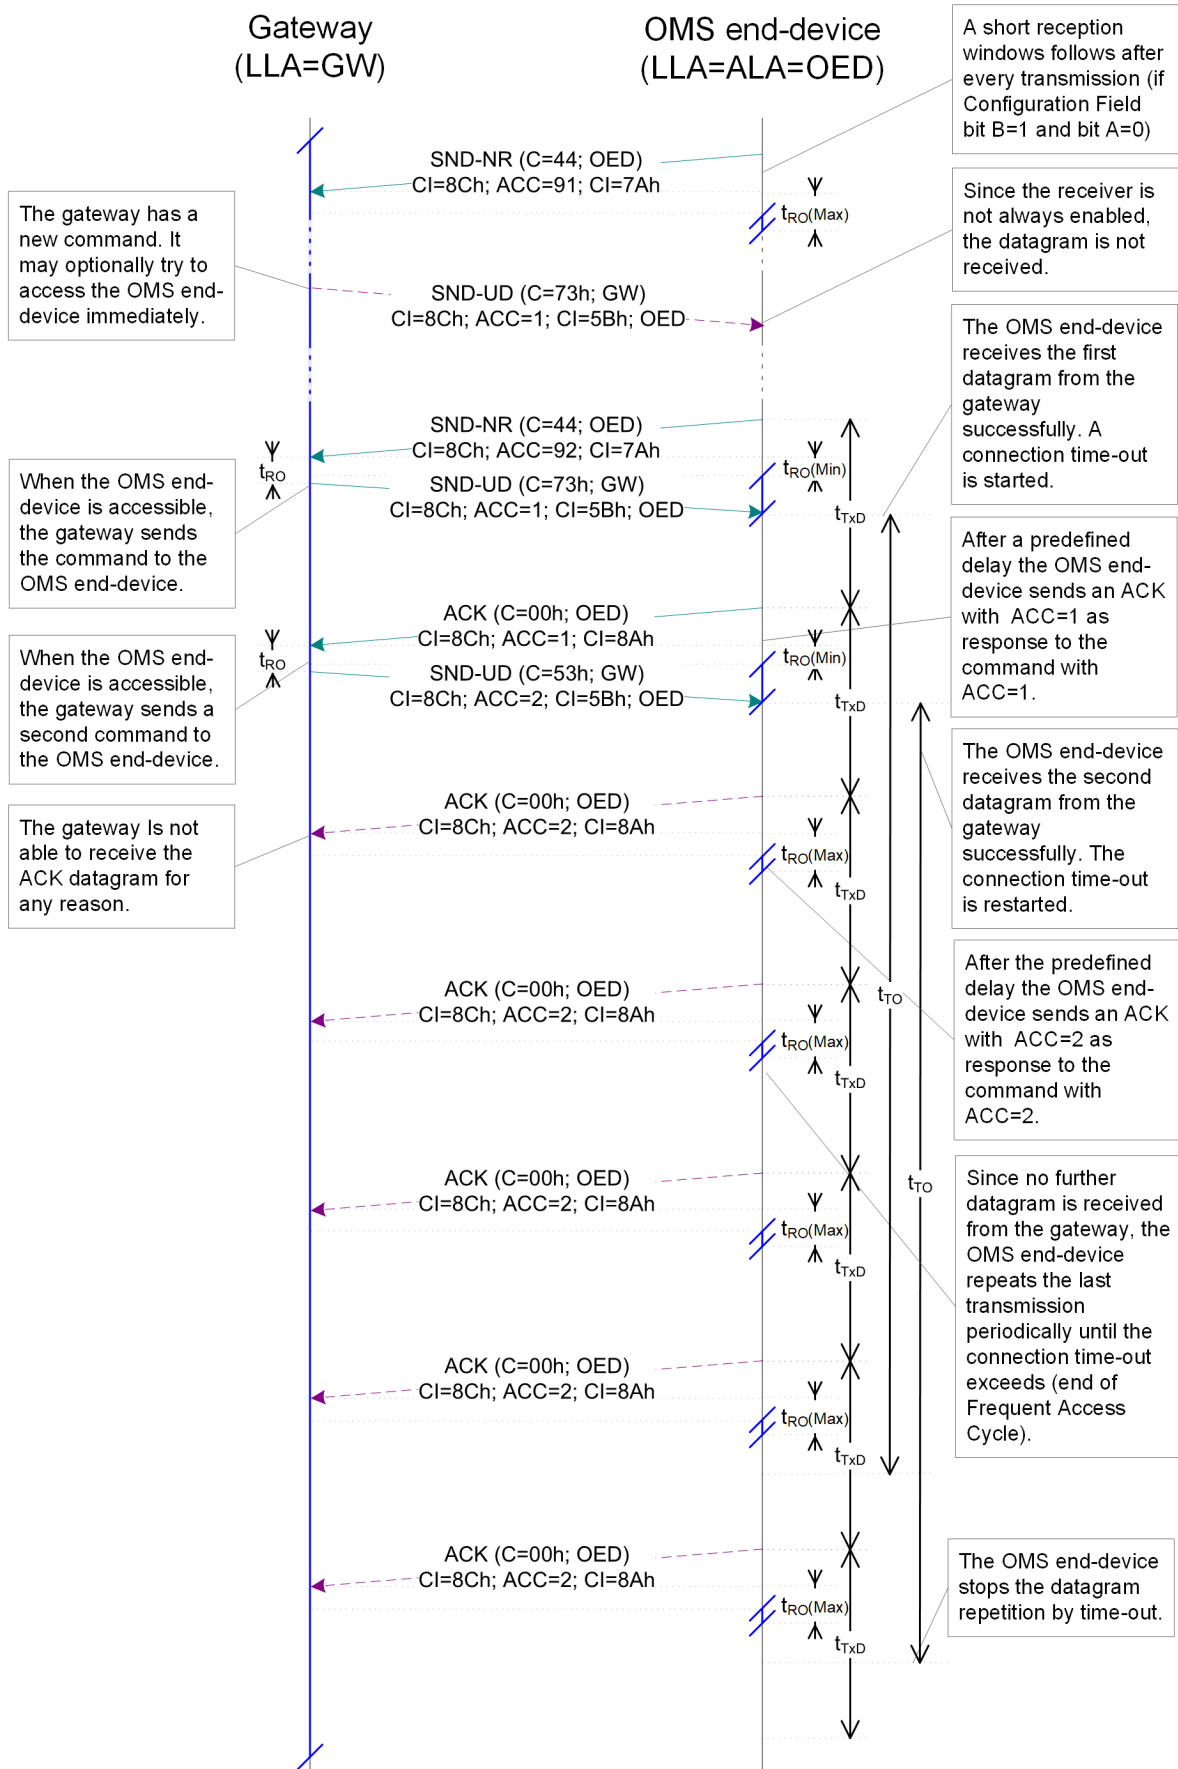 Gateway
(LLA=GW)
OMS end-device
(LLA=ALA=OED)
A short reception
windows follows after
every transmission (if
Configuration Field
bit B=1 and bit A=0)
SND-NR (C=44; OED)
CI=8Ch; ACC=91; CI=7Ah
tRO(Max)
Since the receiver is
not always enabled,
the datagram is not
received.
The gateway has a
new command. It
may optionally try to
access the OMS end-
device immediately.
SND-UD (C=73h; GW)
CI=8Ch; ACC=1; CI=5Bh; OED
The OMS end-device
receives the first
datagram from the
gateway
successfully. A
connection time-out
is started.
SND-NR (C=44; OED)
CI=8Ch; ACC=92; CI=7Ah
tRO
tRO(Min)
SND-UD (C=73h; GW)
CI=8Ch; ACC=1; CI=5Bh; OED
tTxD
When the OMS end-
device is accessible,
the gateway sends
the command to the
OMS end-device.
After a predefined
delay the OMS end-
device sends an ACK
with  ACC=1 as
response to the
command with
ACC=1.
ACK (C=00h; OED)
CI=8Ch; ACC=1; CI=8Ah
tRO
tRO(Min)
SND-UD (C=53h; GW)
CI=8Ch; ACC=2; CI=5Bh; OED
tTxD
When the OMS end-
device is accessible,
the gateway sends a
second command to
the OMS end-device.
The OMS end-device
receives the second
datagram from the
gateway
successfully. The
connection time-out
is restarted.
ACK (C=00h; OED)
CI=8Ch; ACC=2; CI=8Ah
tRO(Max)
tTxD
The gateway Is not
able to receive the
ACK datagram for
any reason.
After the predefined
delay the OMS end-
device sends an ACK
with  ACC=2 as
response to the
command with
ACC=2.
ACK (C=00h; OED)
CI=8Ch; ACC=2; CI=8Ah
tTO
tRO(Max)
tTxD
ACK (C=00h; OED)
CI=8Ch; ACC=2; CI=8Ah
tTO
tRO(Max)
tTxD
Since no further
datagram is received
from the gateway, the
OMS end-device
repeats the last
transmission
periodically until the
connection time-out
exceeds (end of
Frequent Access
Cycle).
ACK (C=00h; OED)
CI=8Ch; ACC=2; CI=8Ah
tRO(Max)
tTxD
ACK (C=00h; OED)
CI=8Ch; ACC=2; CI=8Ah
tRO(Max)
tTxD
The OMS end-device
stops the datagram
repetition by time-out.